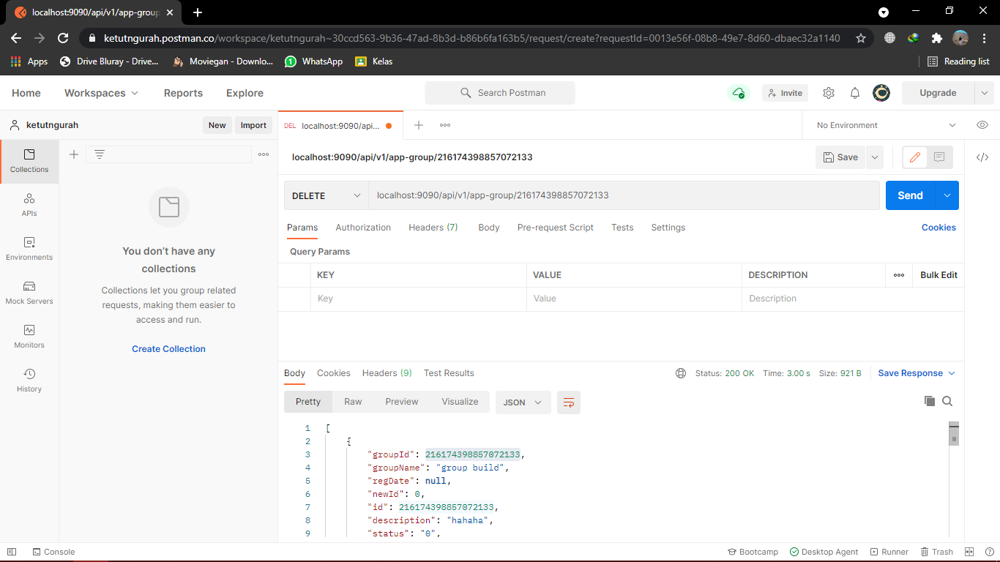 localhost:9090/api/v1/app-group
ketutngurah.postman.co/workspace/ketutngurah~30ccd563-9b36-47ad-8b3d-b86b6fa163b5/request/create?requestId=0013e56f-08b8-49e7-8d60-dbaec32a1140
Apps Drive Bluray - Drive... Moviegan - Downlo... 1 WhatsApp Kelas Reading list
Home Workspaces Reports Explore Search Postman Invite Upgrade
ketutngurah New Import DEL localhost:9090/api... No Environment
localhost:9090/api/v1/app-group/216174398857072133 Save
DELETE localhost:9090/api/v1/app-group/216174398857072133 Send
Params Authorization Headers (7) Body Pre-request Script Tests Settings Cookies
Query Params
KEY VALUE DESCRIPTION Bulk Edit
Key Value Description
Collections
APIs
Environments
Mock Servers
Monitors
History
You don't have any
collections
Collections let you group related
requests, making them easier to
access and run.
Create Collection
Body Cookies Headers (9) Test Results Status: 200 OK Time: 3.00 s Size: 921 B Save Response
Pretty Raw Preview Visualize JSON
1 [
2 {
3 "groupId": 216174398857072133,
4 "groupName": "group build",
5 "regDate": null,
6 "newId": 0,
7 "id": 216174398857072133,
8 "description": "hahaha",
9 "status": "0",
Console Bootcamp Desktop Agent Runner Trash